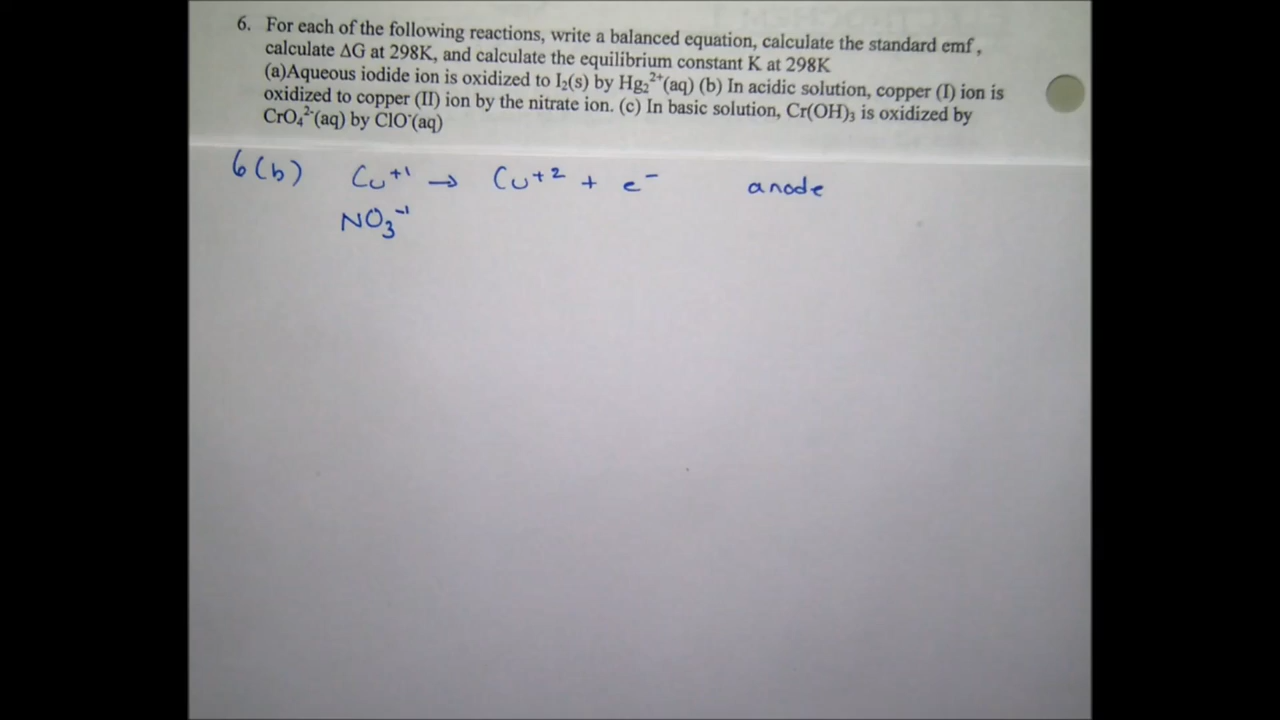 6. For each of the following reactions, write a balanced equation, calculate the standard emf,
calculate ΔG at 298K, and calculate the equilibrium constant K at 298K
(a)Aqueous iodide ion is oxidized to I₂(s) by Hg₂²⁺(aq) (b) In acidic solution, copper (I) ion is
oxidized to copper (II) ion by the nitrate ion. (c) In basic solution, Cr(OH)₃ is oxidized by
CrO₄²⁻(aq) by ClO⁻(aq)
6(b) Cu⁺¹ → Cu⁺² + e⁻ anode
NO₃⁻¹